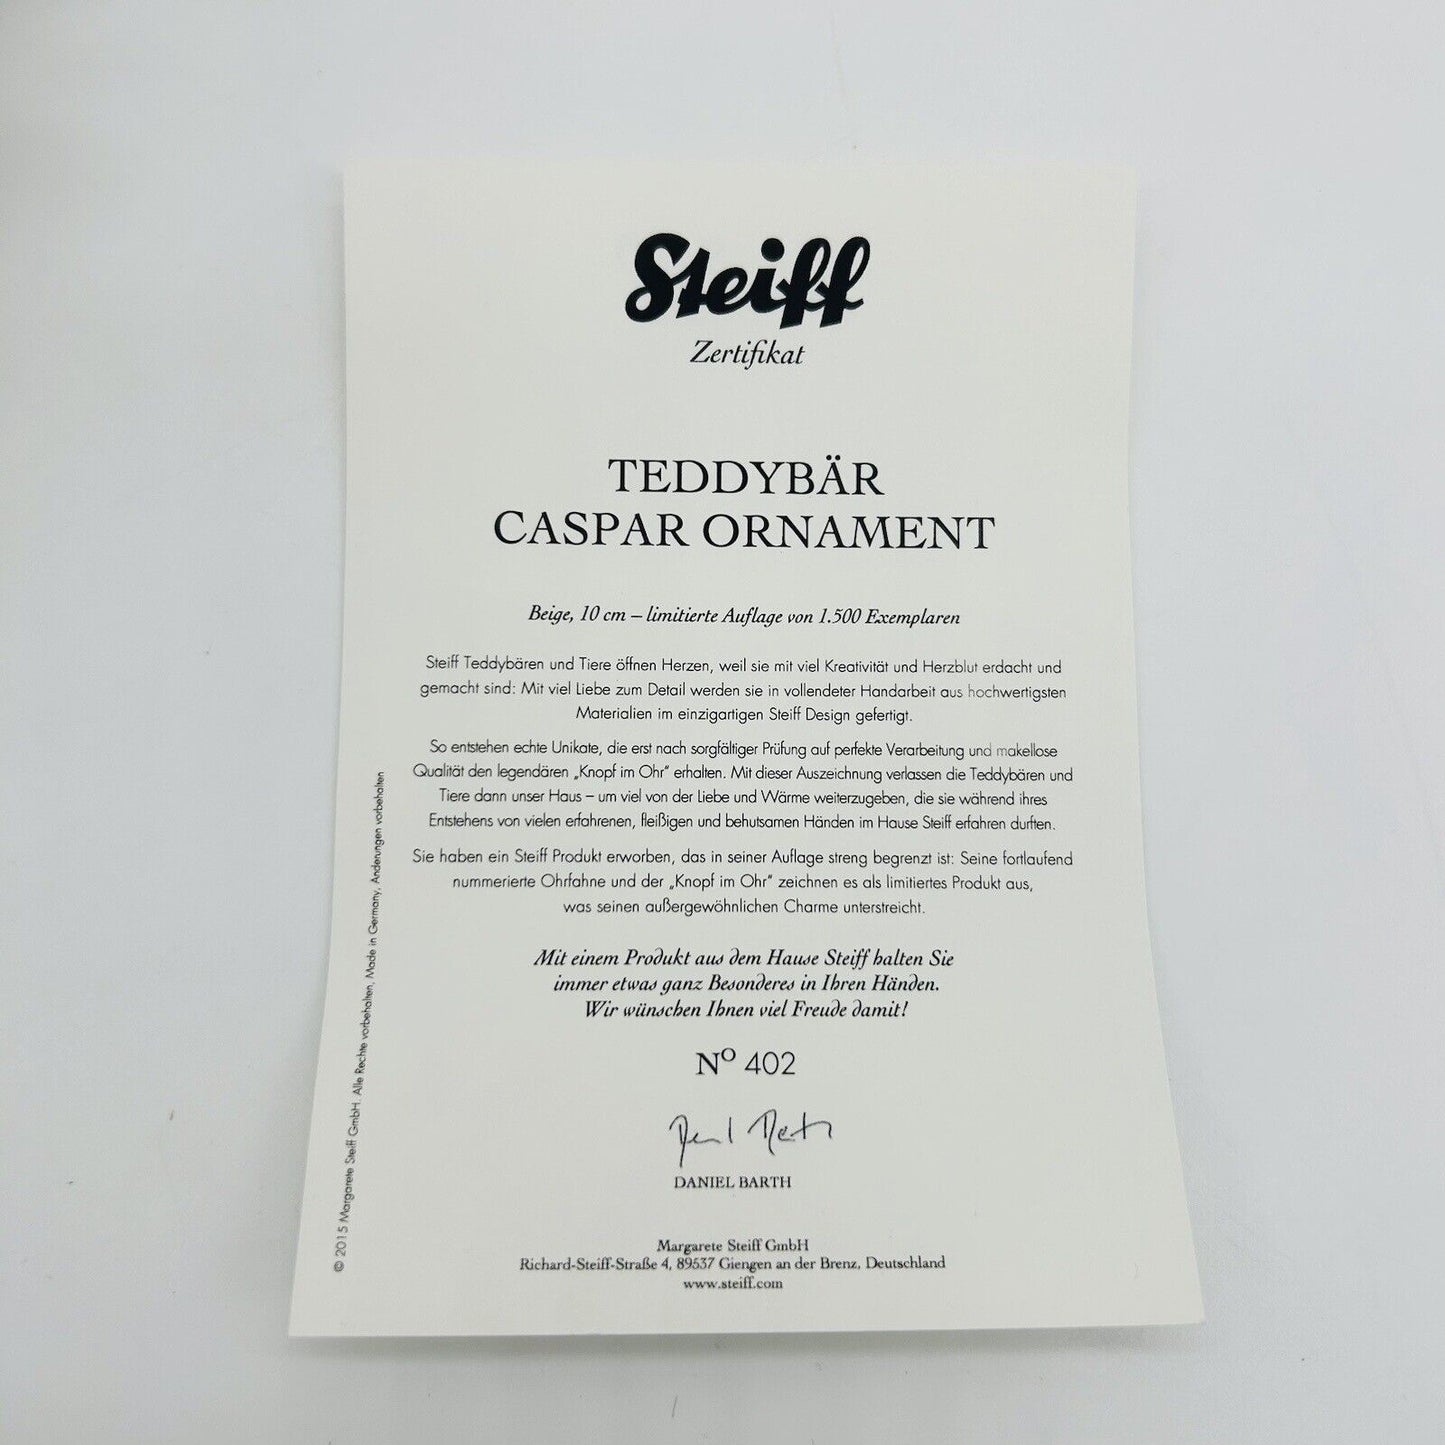 Steiff
Zertifikat
TEDDYBÄR
CASPAR ORNAMENT
Beige, 10 cm – limitierte Auflage von 1.500 Exemplaren
Steiff Teddybären und Tiere öffnen Herzen, weil sie mit viel Kreativität und Herzblut erdacht und
gemacht sind: Mit viel Liebe zum Detail werden sie in vollendeter Handarbeit aus hochwertigsten
Materialien im einzigartigen Steiff Design gefertigt.
So entstehen echte Unikate, die erst nach sorgfältiger Prüfung auf perfekte Verarbeitung und makellose
Qualität den legendären „Knopf im Ohr“ erhalten. Mit dieser Auszeichnung verlassen die Teddybären und
Tiere dann unser Haus – um viel von der Liebe und Wärme weiterzugeben, die sie während ihres
Entstehens von vielen erfahrenen, fleißigen und behutsamen Händen im Hause Steiff erfahren durften.
Sie haben ein Steiff Produkt erworben, das in seiner Auflage streng begrenzt ist: Seine fortlaufend
nummerierte Ohrfahne und der „Knopf im Ohr“ zeichnen es als limitiertes Produkt aus,
was seinen außergewöhnlichen Charme unterstreicht.
Mit einem Produkt aus dem Hause Steiff halten Sie
immer etwas ganz Besonderes in Ihren Händen.
Wir wünschen Ihnen viel Freude damit!
Nº 402
DANIEL BARTH
Margarete Steiff GmbH
Richard-Steiff-Straße 4, 89537 Giengen an der Brenz, Deutschland
www.steiff.com
© 2015 Margarete Steiff GmbH. Alle Rechte vorbehalten, Made in Germany, Änderungen vorbehalten